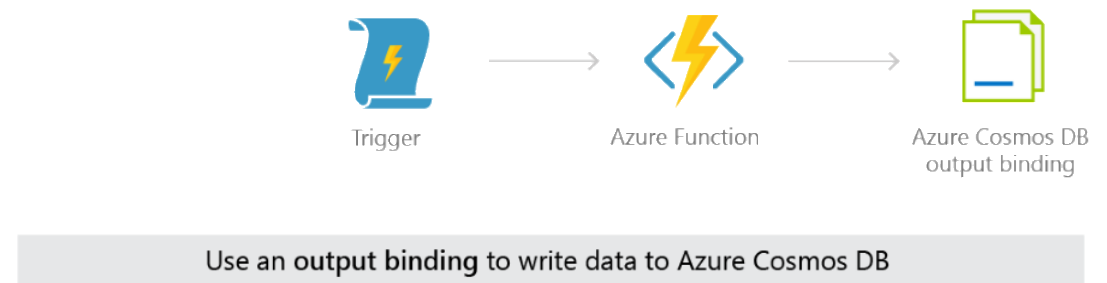 Trigger
Azure Function
Azure Cosmos DB
output binding
Use an output binding to write data to Azure Cosmos DB